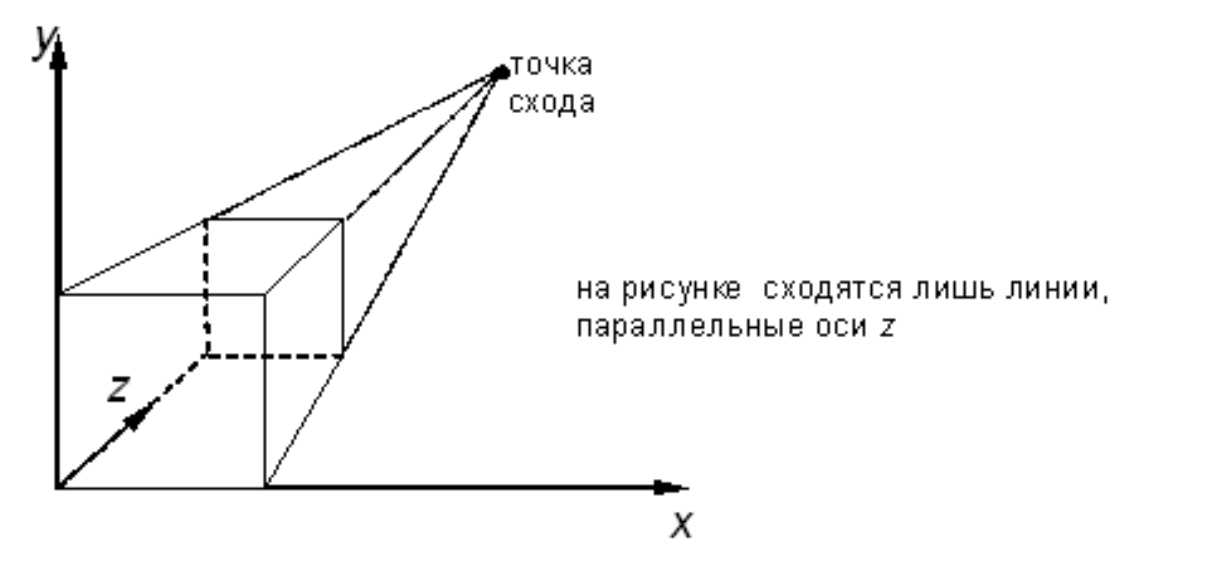 y
точка
схода
на рисунке сходятся лишь линии,
параллельные оси z
z
x